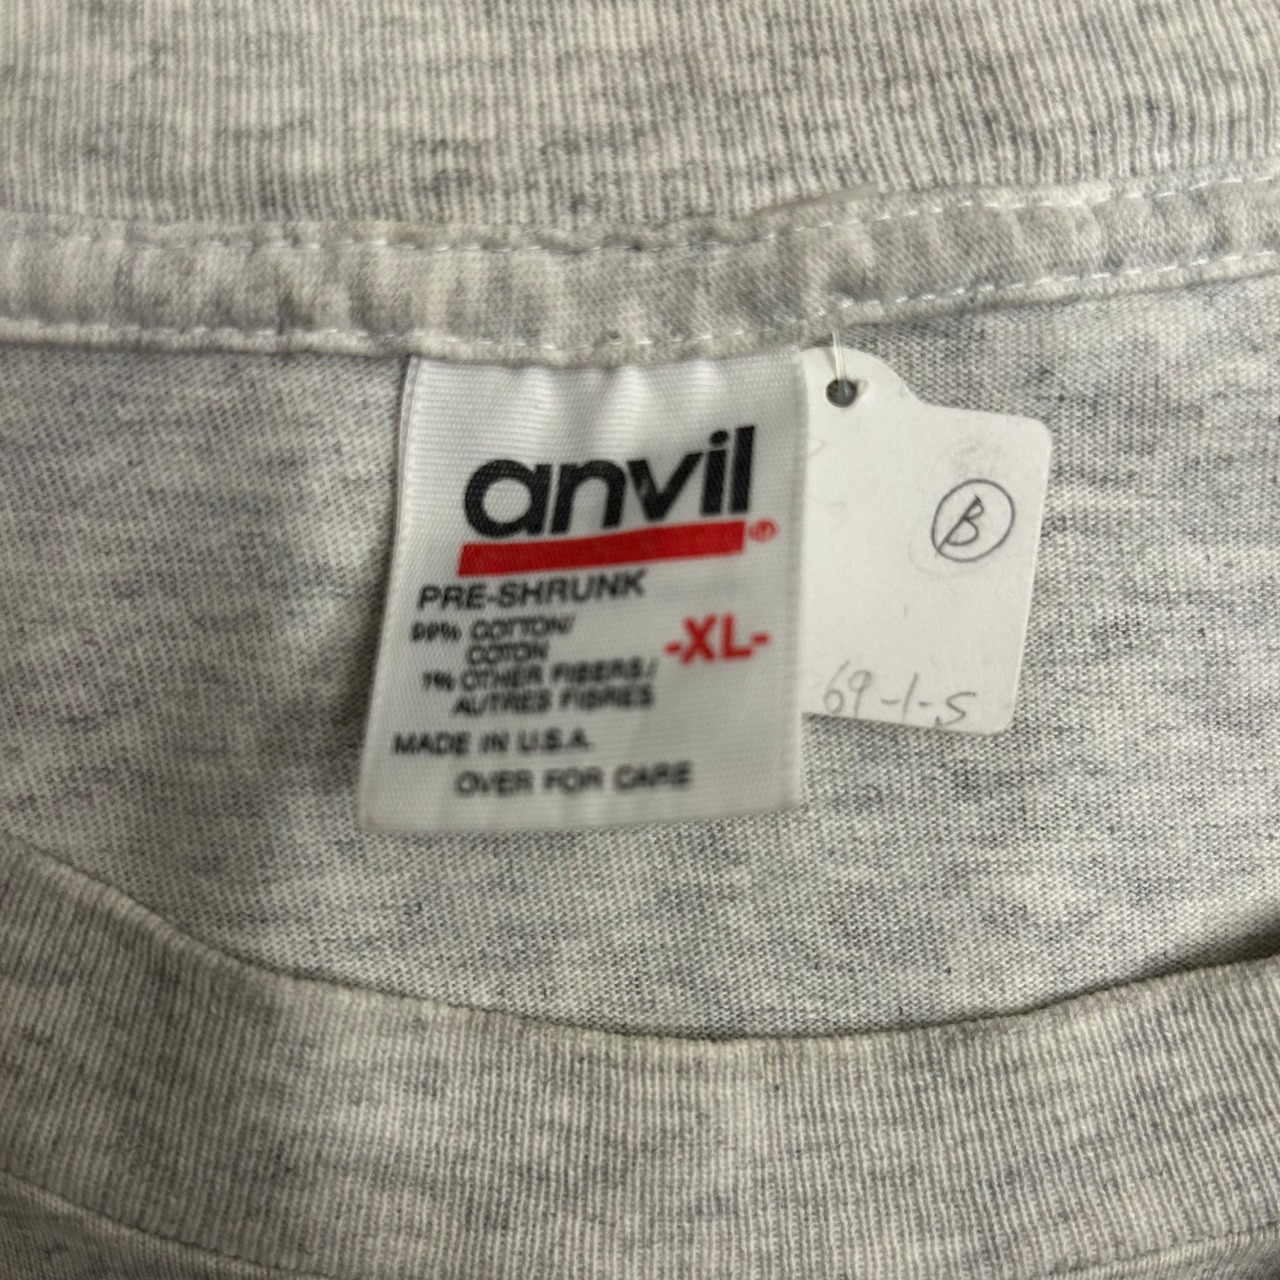 anvil®
PRE-SHRUNK
99% COTTON/
COTON
-XL-
1% OTHER FIBERS/
AUTRES FIBRES
MADE IN U.S.A.
OVER FOR CARE
B
69-1-S